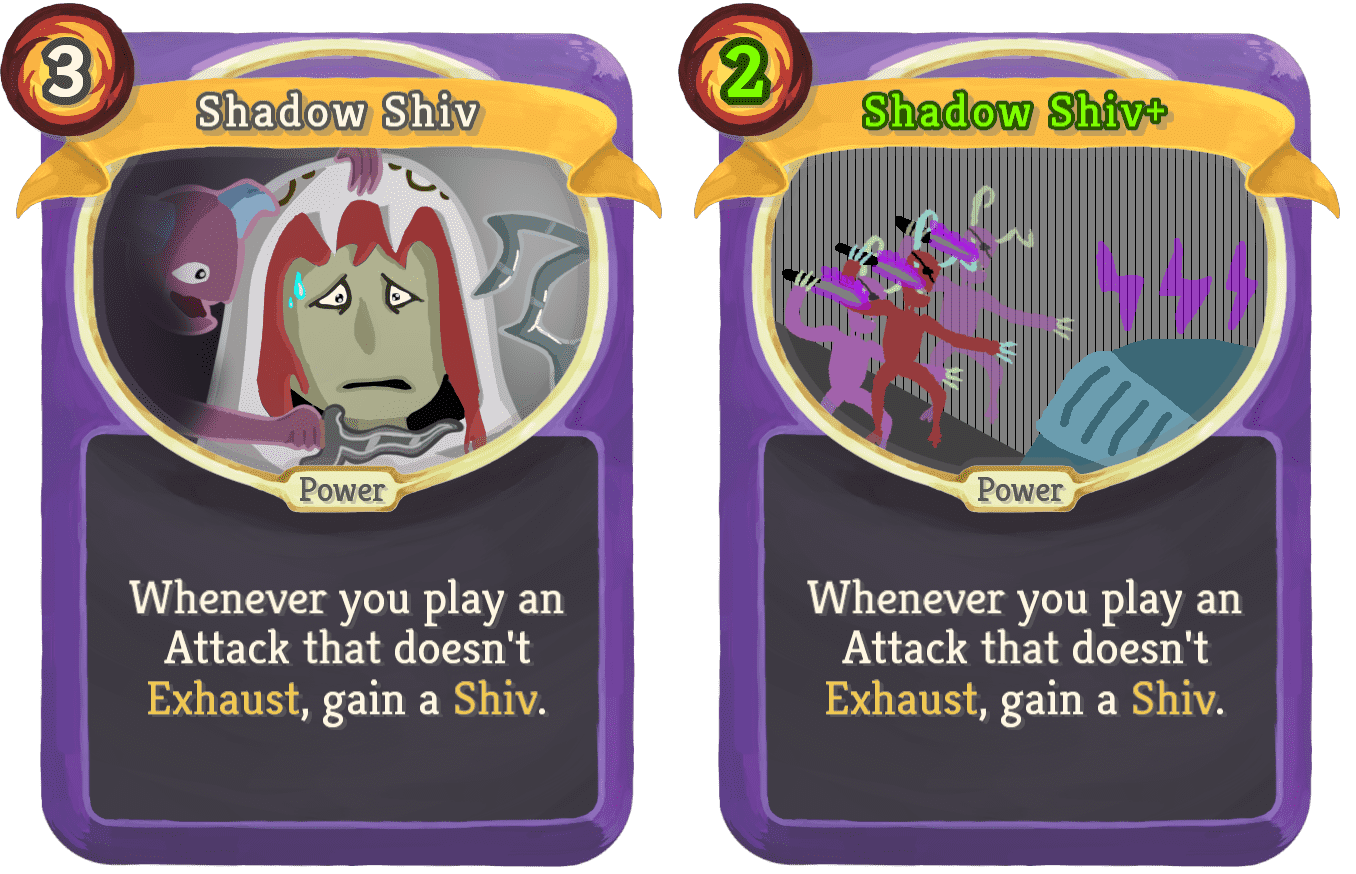 3
Shadow Shiv
Power
Whenever you play an
Attack that doesn't
Exhaust, gain a Shiv.
2
Shadow Shiv+
Power
Whenever you play an
Attack that doesn't
Exhaust, gain a Shiv.